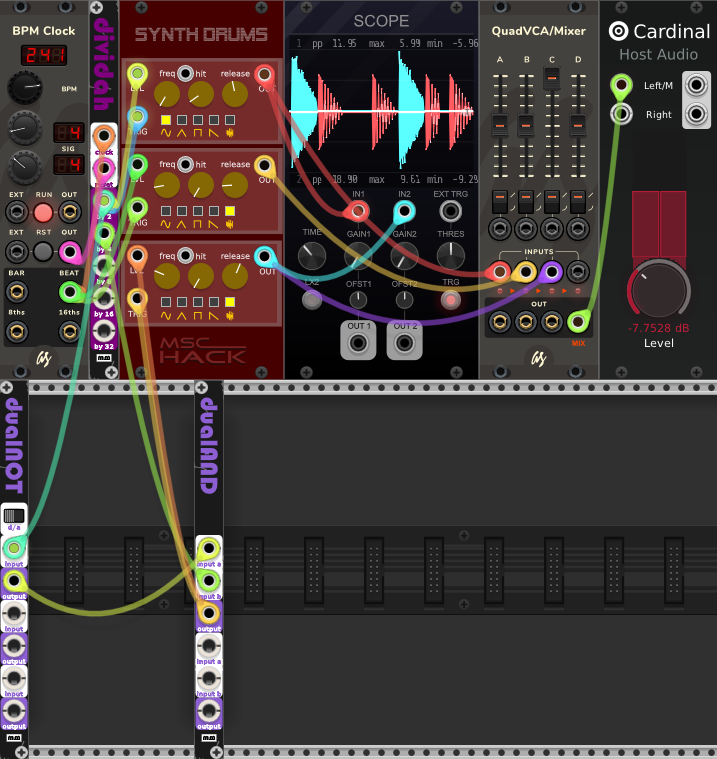 BPM Clock
241
BPM
4
SIG
4
EXT RUN OUT
EXT RST OUT
BAR BEAT
8ths 16ths
as
dividah
clock
by 2
by 8
by 16
by 32
SYNTH DRUMS
freq hit release
OUT
TRIG
freq hit release
LVL OUT
TRIG
freq hit release
LVL OUT
TRIG
MSC
HACK
SCOPE
1 pp 11.95 max 5.99 min -5.96
2 pp 18.90 max 9.61 min -9.29
IN1 IN2 EXT TRG
TIME GAIN1 GAIN2 THRES
EX2 OFST1 OFST2 TRG
OUT 1 OUT 2
QuadVCA/Mixer
A B C D
INPUTS
OUT
MIX
as
Cardinal
Host Audio
Left/M
Right
-7.7528 dB
Level
dualNOT
d/a
input
output
input
output
input
output
dualAND
input a
input b
output
input a
input b
output